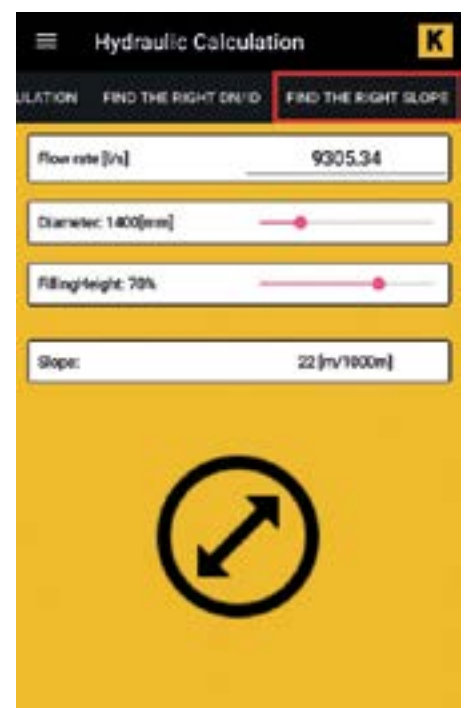 Hydraulic Calculation
K
ULATION FIND THE RIGHT DN/ID FIND THE RIGHT SLOPE
Flow rate [l/s] 9305.34
Diameter: 1400[mm]
FillingHeight: 70%
Slope: 22 [m/1000m]